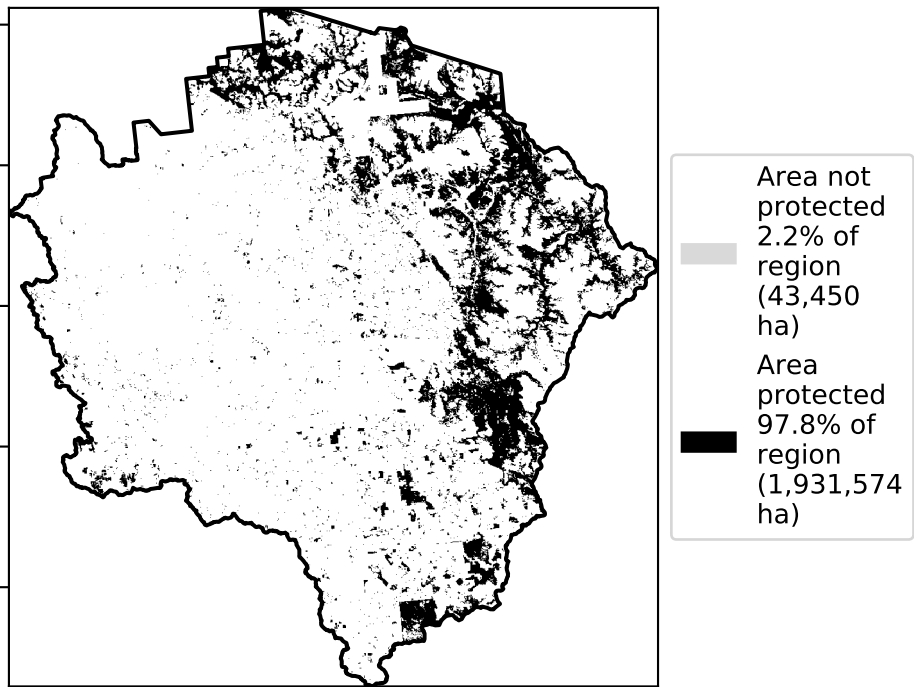 Area not
protected
2.2% of
region
(43,450
ha)
Area
protected
97.8% of
region
(1,931,574
ha)